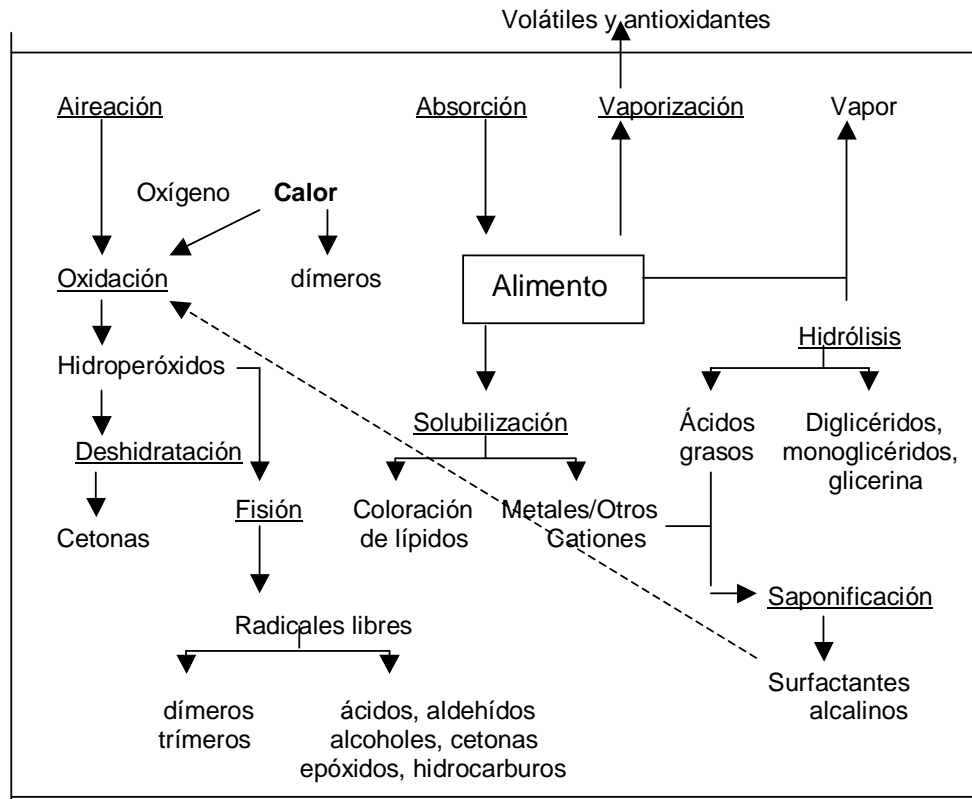 Volátiles y antioxidantes
Aireación
Absorción
Vaporización
Vapor
Oxígeno
Calor
Oxidación
dímeros
Alimento
Hidrólisis
Hidroperóxidos
Deshidratación
Solubilización
Ácidos
grasos
Diglicéridos,
monoglicéridos,
glicerina
Cetonas
Fisión
Coloración
de lípidos
Metales/Otros
Cationes
Saponificación
Radicales libres
Surfactantes
alcalinos
dímeros
trímeros
ácidos, aldehídos
alcoholes, cetonas
epóxidos, hidrocarburos